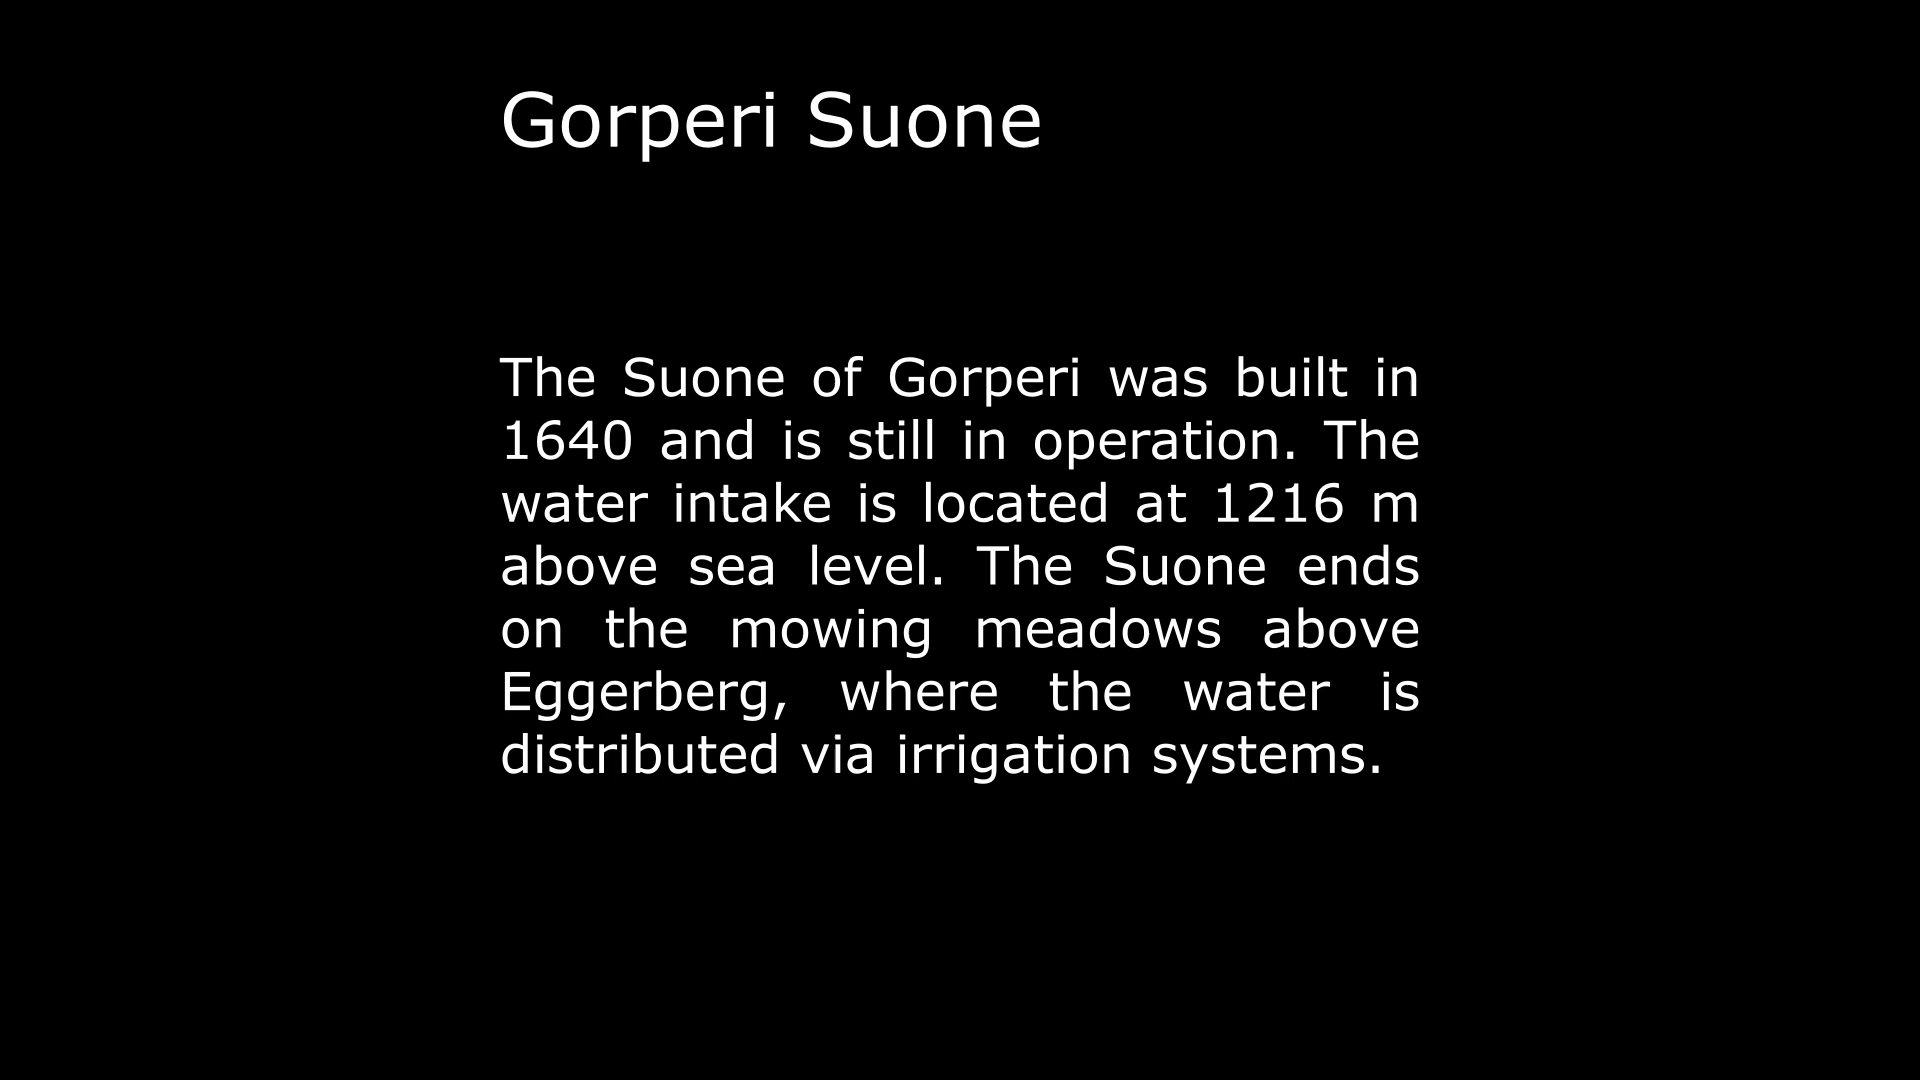 Gorperi Suone
The Suone of Gorperi was built in
1640 and is still in operation. The
water intake is located at 1216 m
above sea level. The Suone ends
on the mowing meadows above
Eggerberg, where the water is
distributed via irrigation systems.